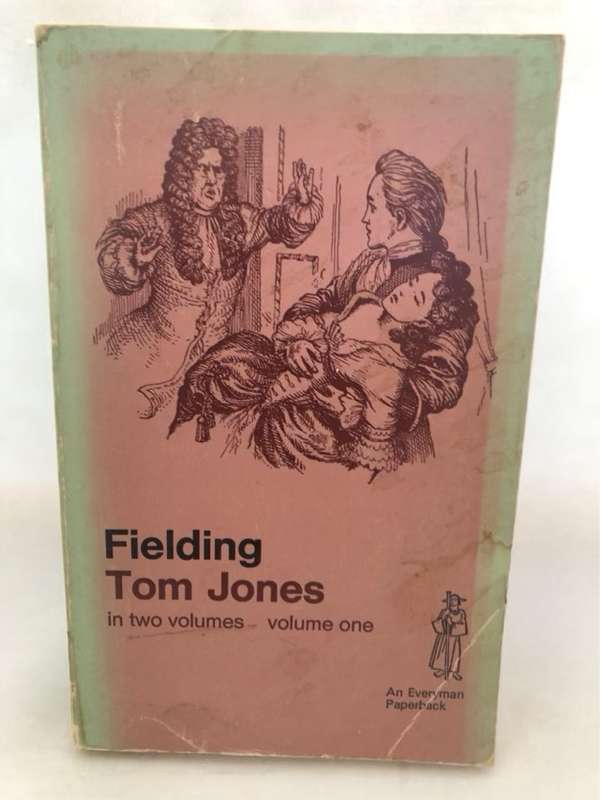 Fielding
Tom Jones
in two volumes volume one
An Everyman
Paperback